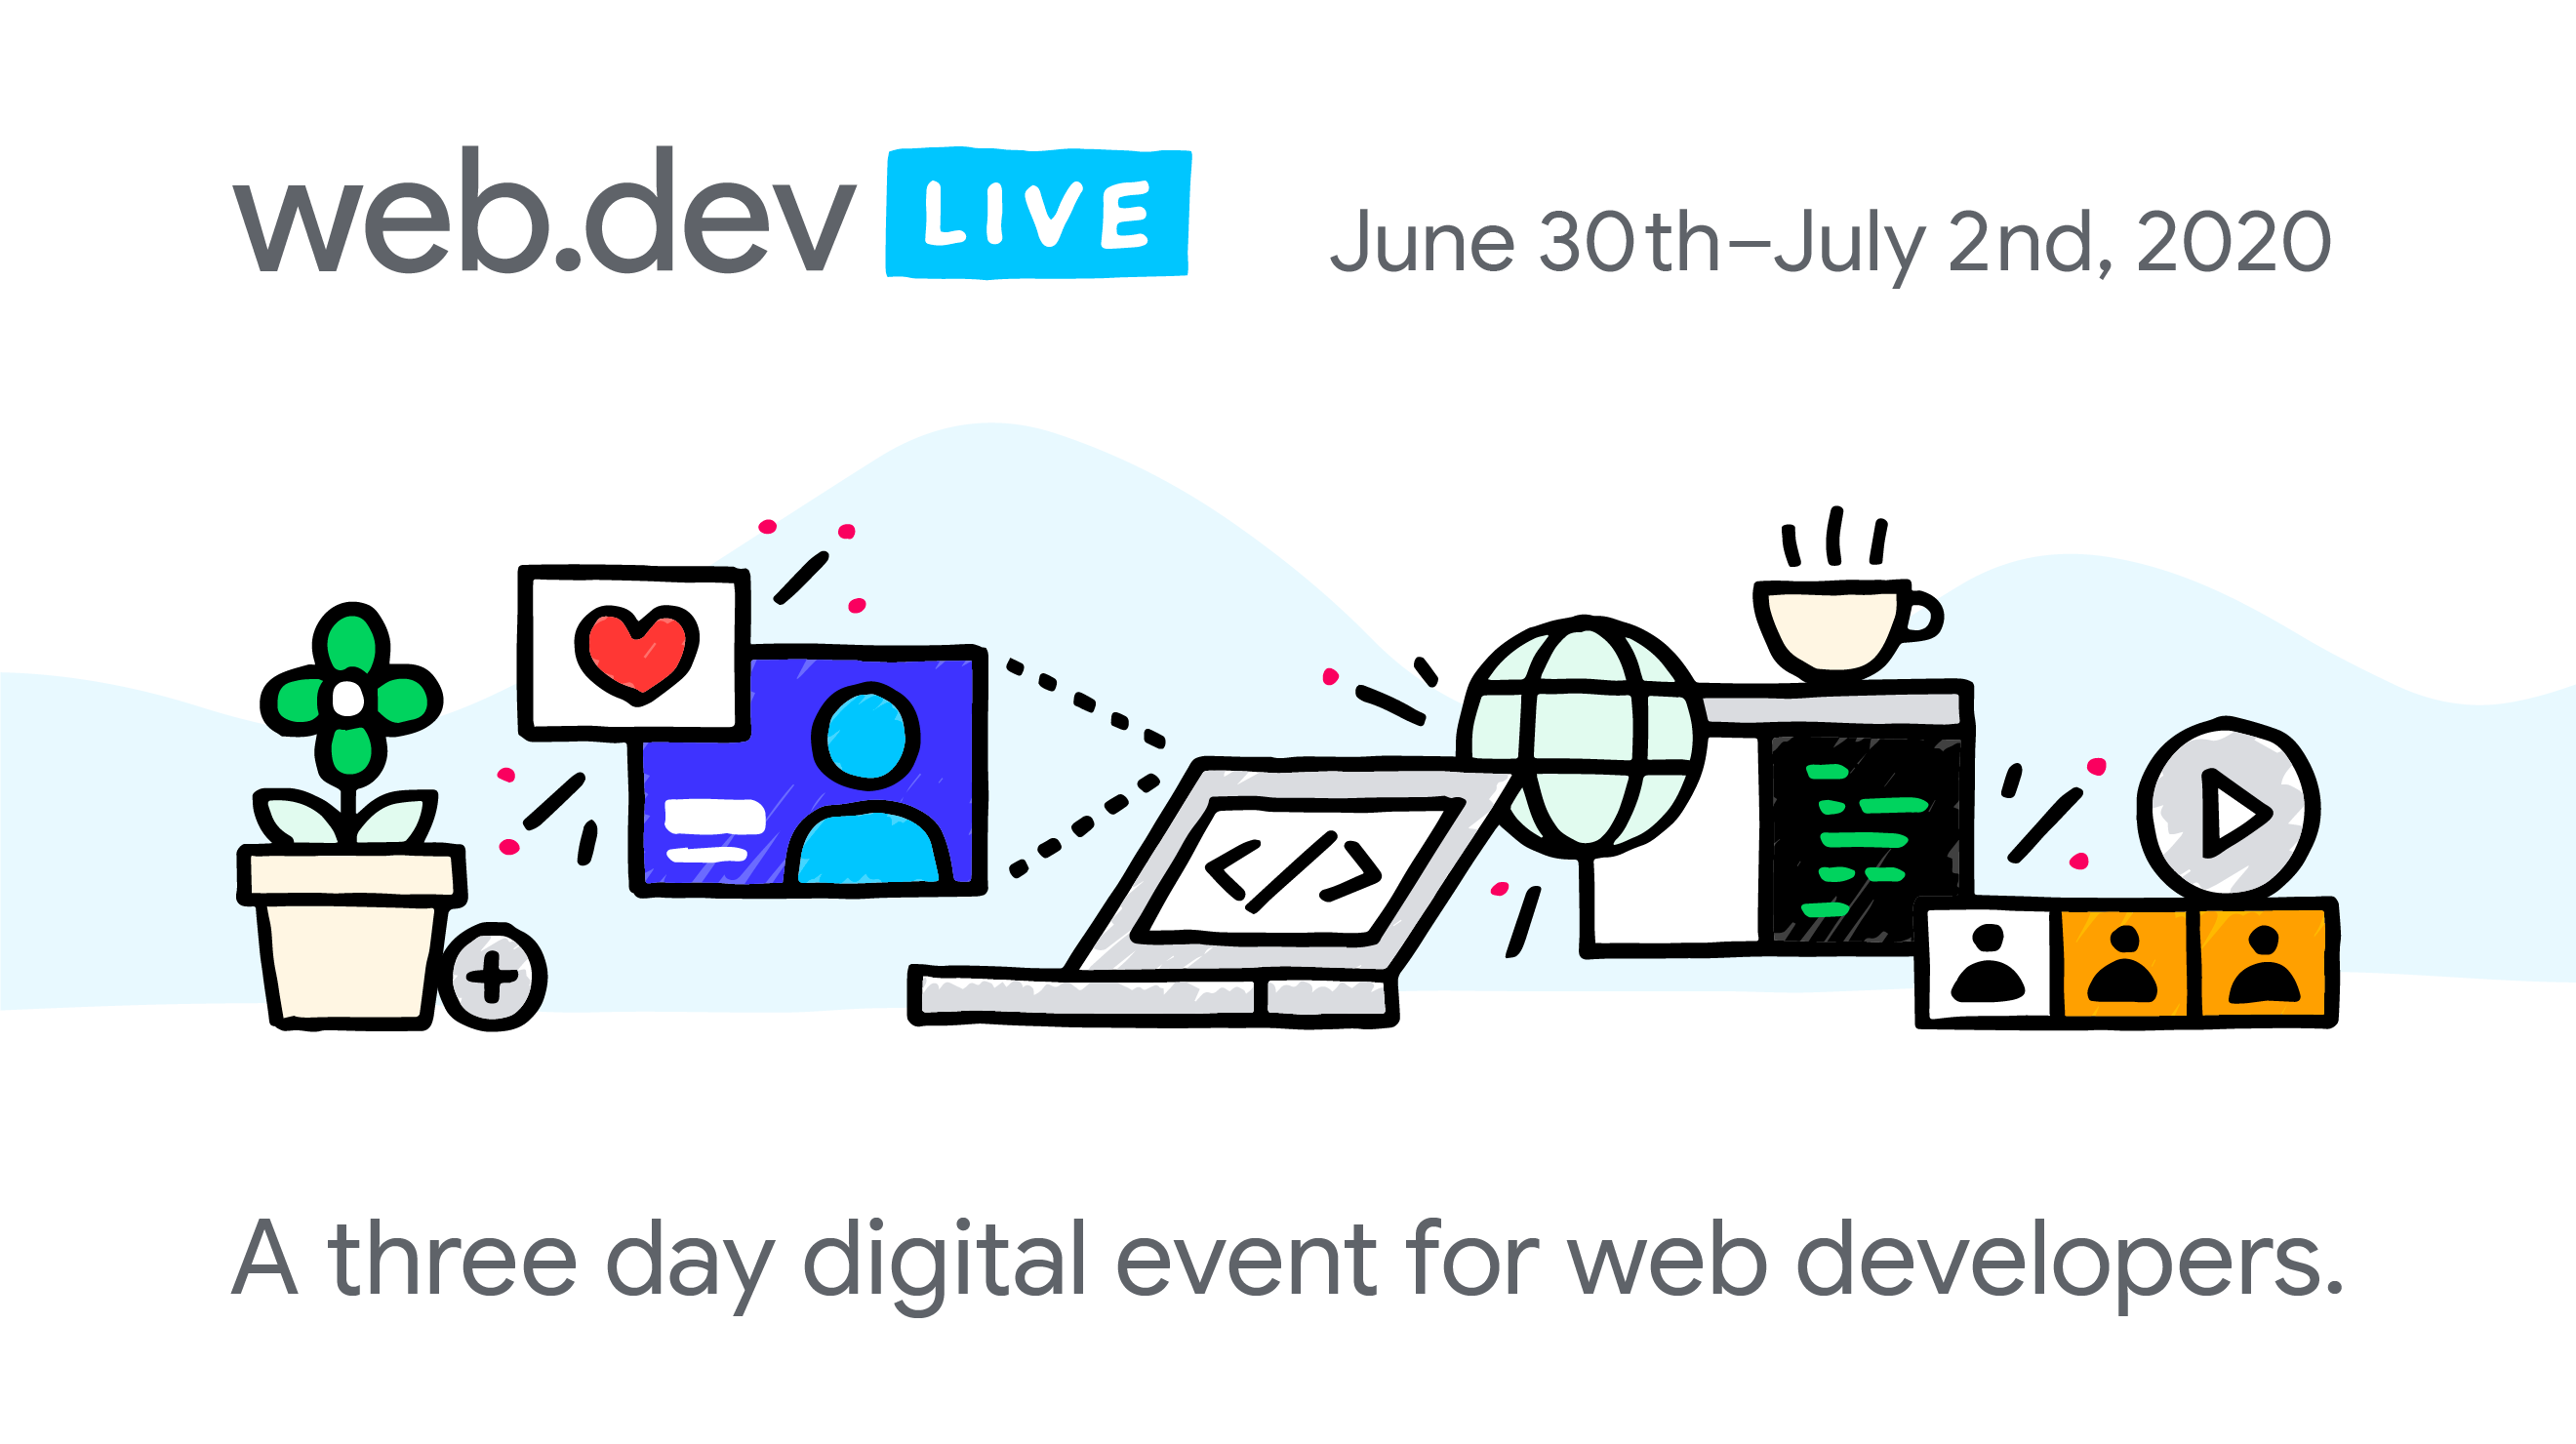 web.dev LIVE June 30th–July 2nd, 2020
</>
A three day digital event for web developers.